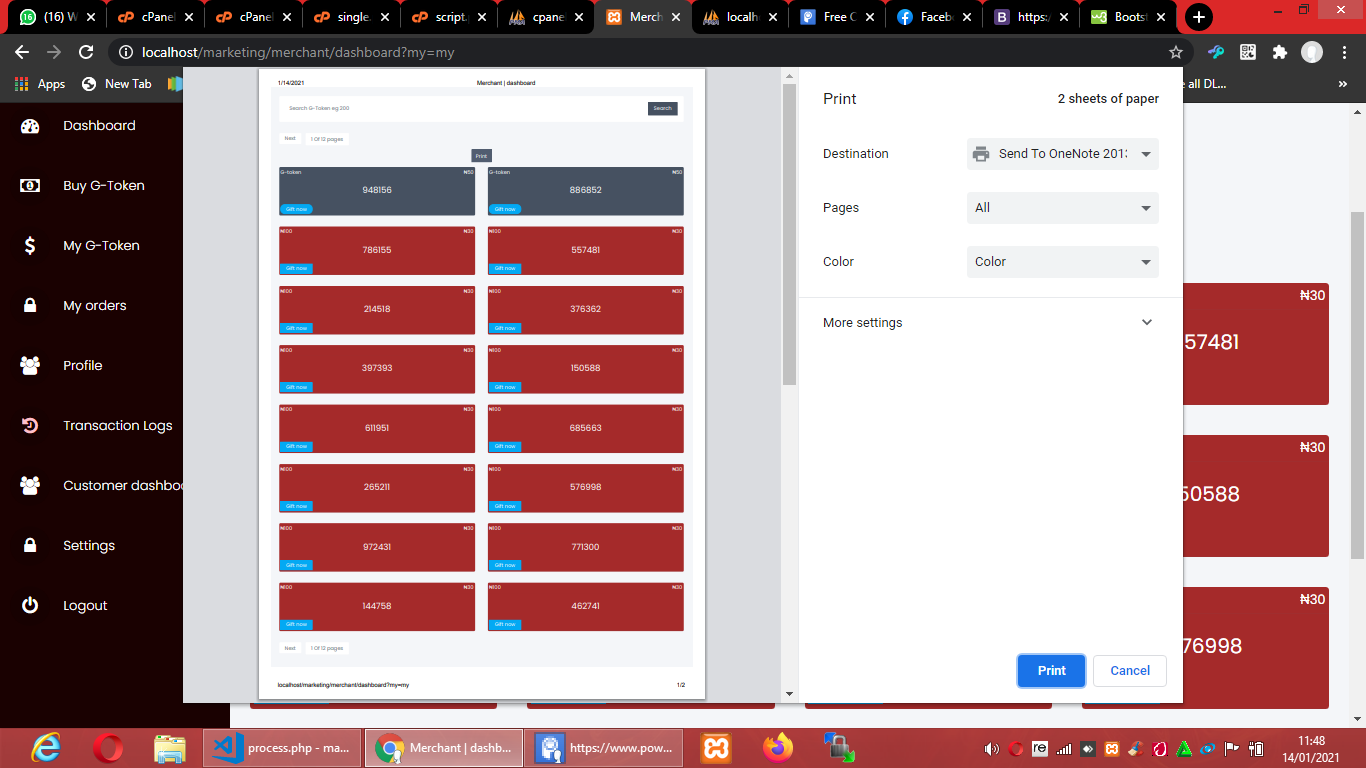 16
(16) W
cPanel
cPanel
single.
script.
cpane
Merch
localh
Free C
Faceb
https:/
Bootst
localhost/marketing/merchant/dashboard?my=my
Apps
New Tab
e all DL...
»
Dashboard
Buy G-Token
My G-Token
My orders
Profile
Transaction Logs
Customer dashboa
Settings
Logout
1/14/2021 Merchant | dashboard
Search G-Token eg 200 Search
Next 1 Of 12 pages
Print
G-token ₦50 G-token ₦50
948156 886852
Gift now Gift now
₦100 ₦30 ₦100 ₦30
786155 557481
Gift now Gift now
₦100 ₦30 ₦100 ₦30
214518 376362
Gift now Gift now
₦100 ₦30 ₦100 ₦30
397393 150588
Gift now Gift now
₦100 ₦30 ₦100 ₦30
611951 685663
Gift now Gift now
₦100 ₦30 ₦100 ₦30
265211 576998
Gift now Gift now
₦100 ₦30 ₦100 ₦30
972431 771300
Gift now Gift now
₦100 ₦30 ₦100 ₦30
144758 462741
Gift now Gift now
Next 1 Of 12 pages
localhost/marketing/merchant/dashboard?my=my 1/2
Print 2 sheets of paper
Destination Send To OneNote 2013
Pages All
Color Color
More settings
Print Cancel
₦30
57481
₦30
50588
₦30
76998
process.php - ma...
Merchant | dashb...
https://www.pow...
11:48
14/01/2021